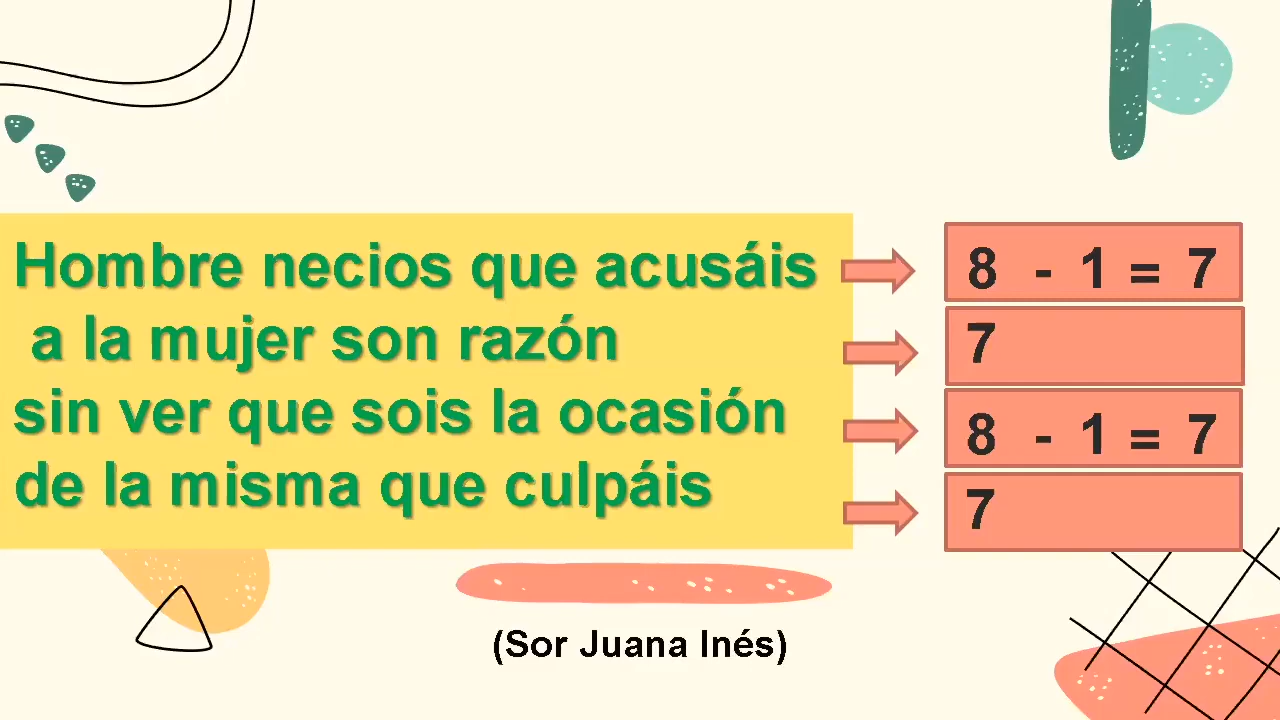 Hombre necios que acusáis
a la mujer son razón
sin ver que sois la ocasión
de la misma que culpáis
8 - 1 = 7
7
8 - 1 = 7
7
(Sor Juana Inés)